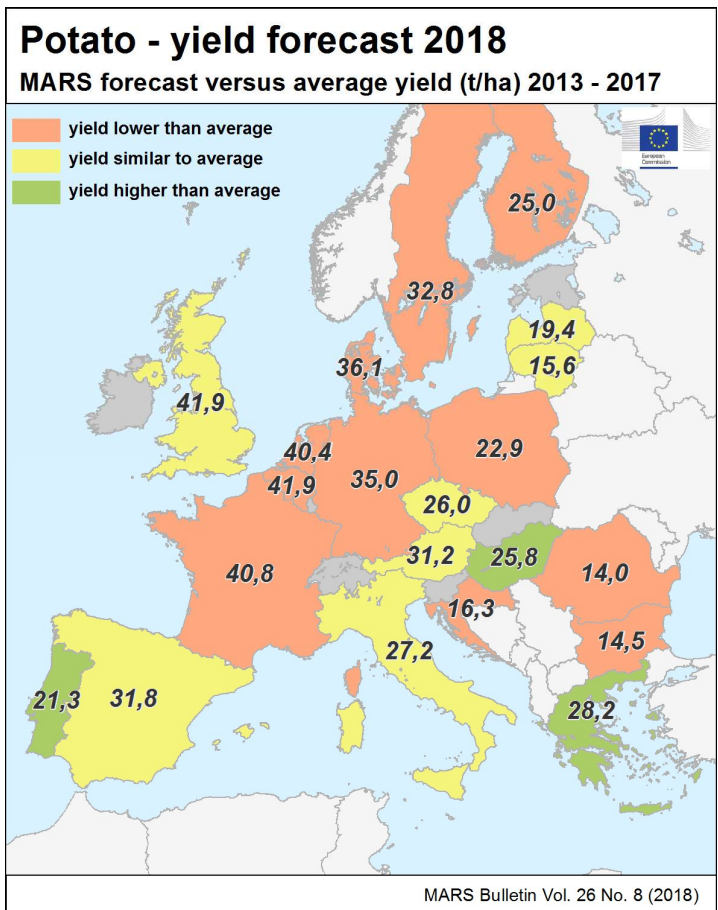 Potato - yield forecast 2018
MARS forecast versus average yield (t/ha) 2013 - 2017
yield lower than average
yield similar to average
yield higher than average
European
Commission
25,0
32,8
19,4
15,6
36,1
41,9
40,4
22,9
35,0
41,9
26,0
31,2
25,8
40,8
14,0
16,3
14,5
27,2
21,3
31,8
28,2
MARS Bulletin Vol. 26 No. 8 (2018)